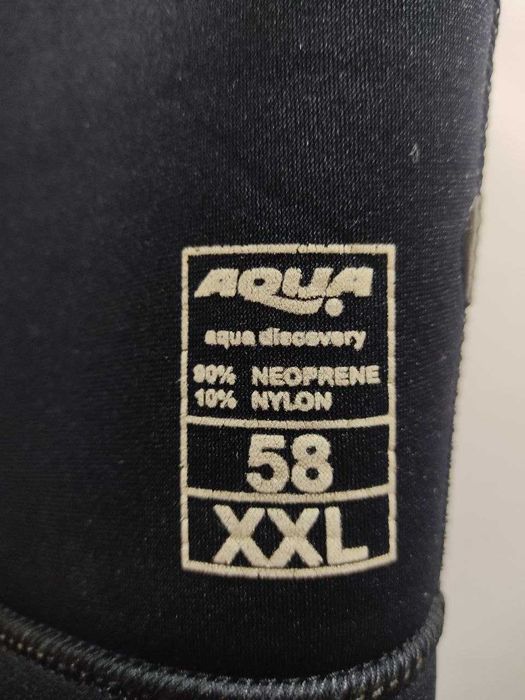 AQUA
aqua discovery
90% NEOPRENE
10% NYLON
58
XXL